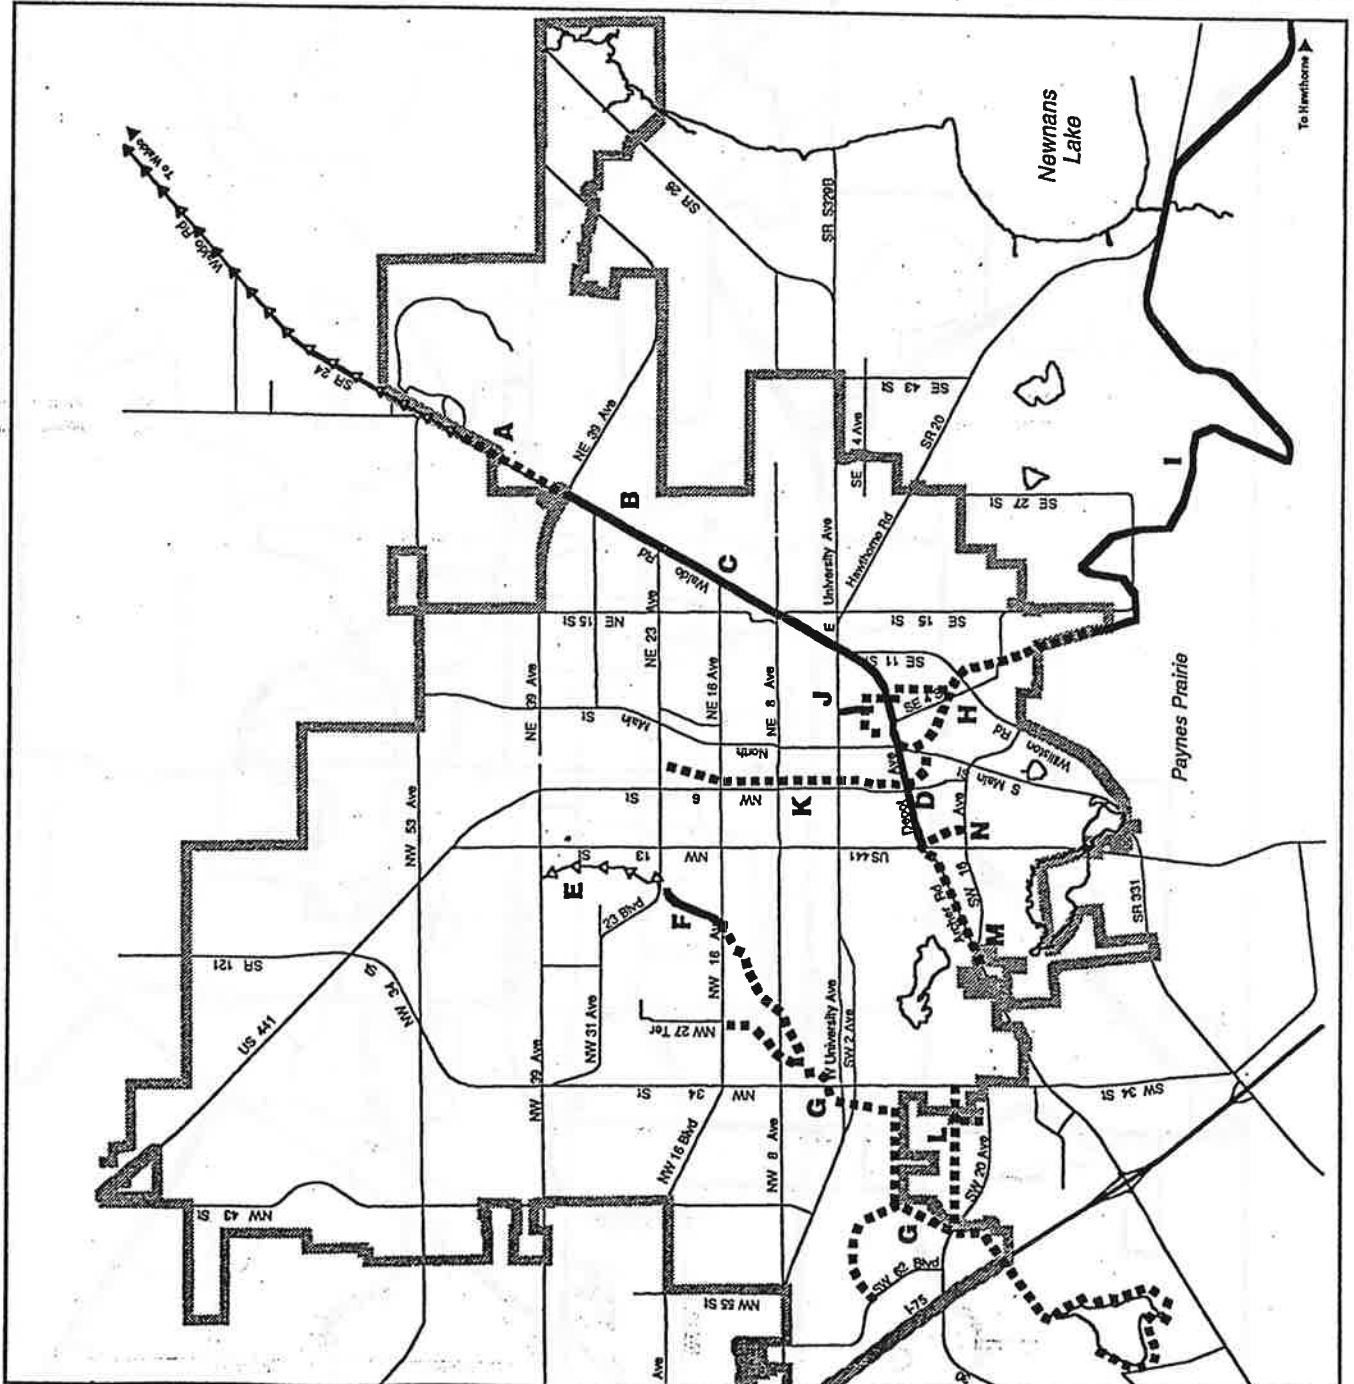 To Hawthorne
Newnans
Lake
To Waldo
Waldo Rd
SR 24
SR 26
SR S329B
A
NE 39 Ave
B
SE 43 St
SE 4 Ave
SR 20
I
SE 27 St
Rd
Waldo
C
University Ave
Hawthorne Rd
NE 15 St
NE 23 Ave
E
SE 15 St
SE 11 St
NE 39 Ave
NE 16 Ave
NE 8 Ave
J
H
Main
St
North
Ave
Rd
Williston
S Main
St
Paynes Prairie
NW 53 Ave
St
6
NW
K
Depot
D
Ave
N
E
13
St
NW
US 441
SW 16
Archer Rd
M
SR 331
23 Blvd
F
SR 121
NW 34
St
NW 16 Ave
US 441
NW 31 Ave
NW 27 Ter
W University Ave
SW 2 Ave
NW 39 Ave
St
34
NW
G
L
SW 34 St
NW 16 Blvd
NW 8 Ave
SW 20 Ave
NW 43 St
G
SW 62 Blvd
I-75
NW 55 St
Ave